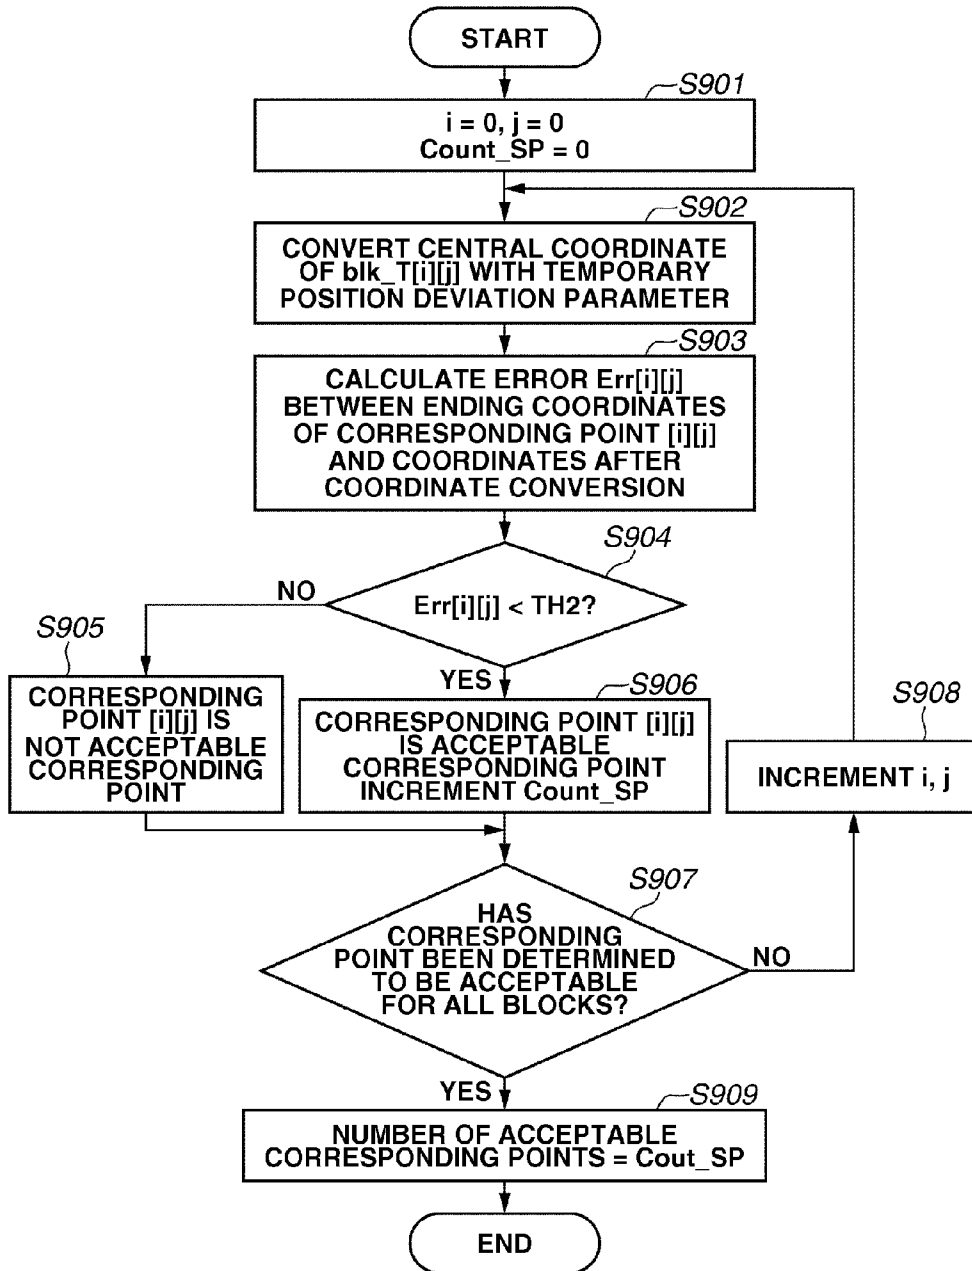 START
S901
i = 0, j = 0
Count_SP = 0
S902
CONVERT CENTRAL COORDINATE
OF blk_T[i][j] WITH TEMPORARY
POSITION DEVIATION PARAMETER
S903
CALCULATE ERROR Err[i][j]
BETWEEN ENDING COORDINATES
OF CORRESPONDING POINT [i][j]
AND COORDINATES AFTER
COORDINATE CONVERSION
S904
Err[i][j] < TH2?
NO
YES
S905
CORRESPONDING
POINT [i][j] IS
NOT ACCEPTABLE
CORRESPONDING
POINT
S906
CORRESPONDING POINT [i][j]
IS ACCEPTABLE
CORRESPONDING POINT
INCREMENT Count_SP
S908
INCREMENT i, j
S907
HAS
CORRESPONDING
POINT BEEN DETERMINED
TO BE ACCEPTABLE
FOR ALL BLOCKS?
NO
YES
S909
NUMBER OF ACCEPTABLE
CORRESPONDING POINTS = Cout_SP
END